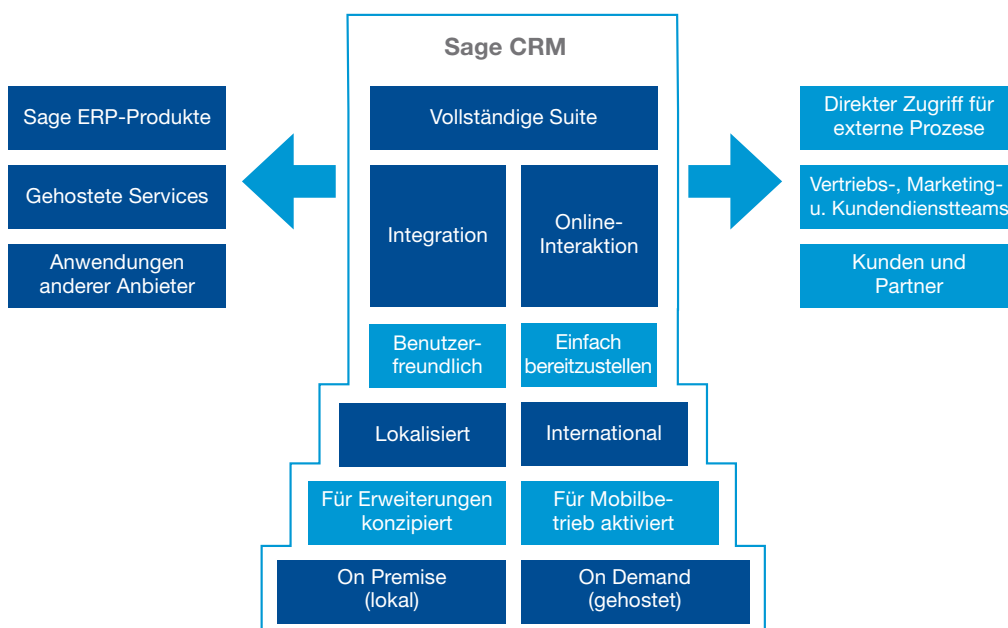 Sage CRM
Sage ERP-Produkte
Gehostete Services
Anwendungen
anderer Anbieter
Vollständige Suite
Integration
Online-
Interaktion
Benutzer-
freundlich
Einfach
bereitzustellen
Lokalisiert
International
Für Erweiterungen
konzipiert
Für Mobilbe-
trieb aktiviert
On Premise
(lokal)
On Demand
(gehostet)
Direkter Zugriff für
externe Prozese
Vertriebs-, Marketing-
u. Kundendienstteams
Kunden und
Partner